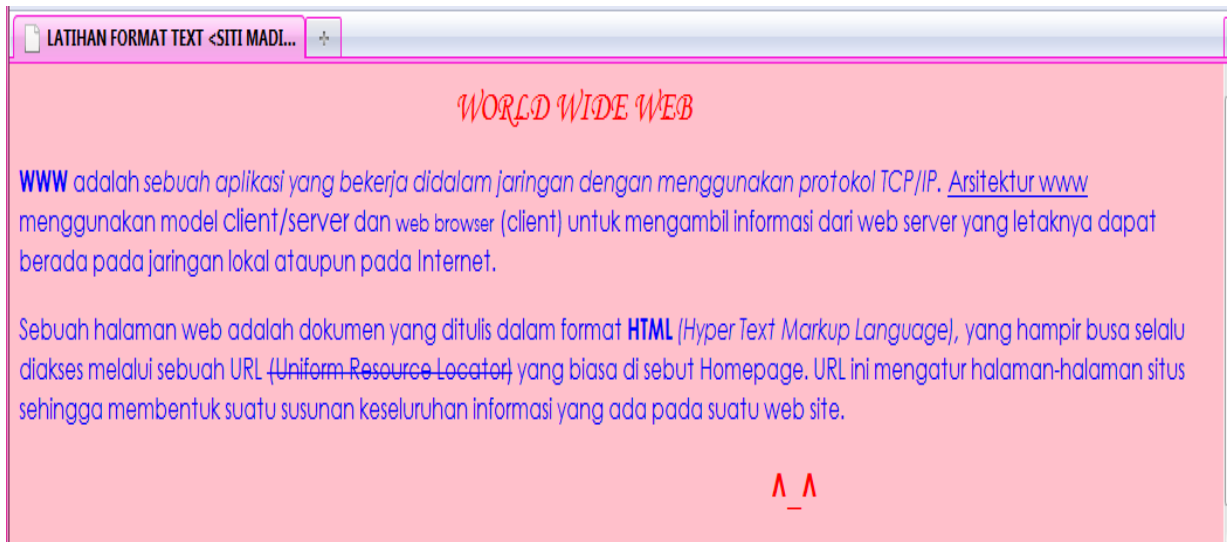 LATIHAN FORMAT TEXT <SITI MADI...
WORLD WIDE WEB
WWW adalah sebuah aplikasi yang bekerja didalam jaringan dengan menggunakan protokol TCP/IP. Arsitektur www
menggunakan model client/server dan web browser (client) untuk mengambil informasi dari web server yang letaknya dapat
berada pada jaringan lokal ataupun pada Internet.
Sebuah halaman web adalah dokumen yang ditulis dalam format HTML (Hyper Text Markup Language), yang hampir busa selalu
diakses melalui sebuah URL (Uniform Resource Locator) yang biasa di sebut Homepage. URL ini mengatur halaman-halaman situs
sehingga membentuk suatu susunan keseluruhan informasi yang ada pada suatu web site.
^_^